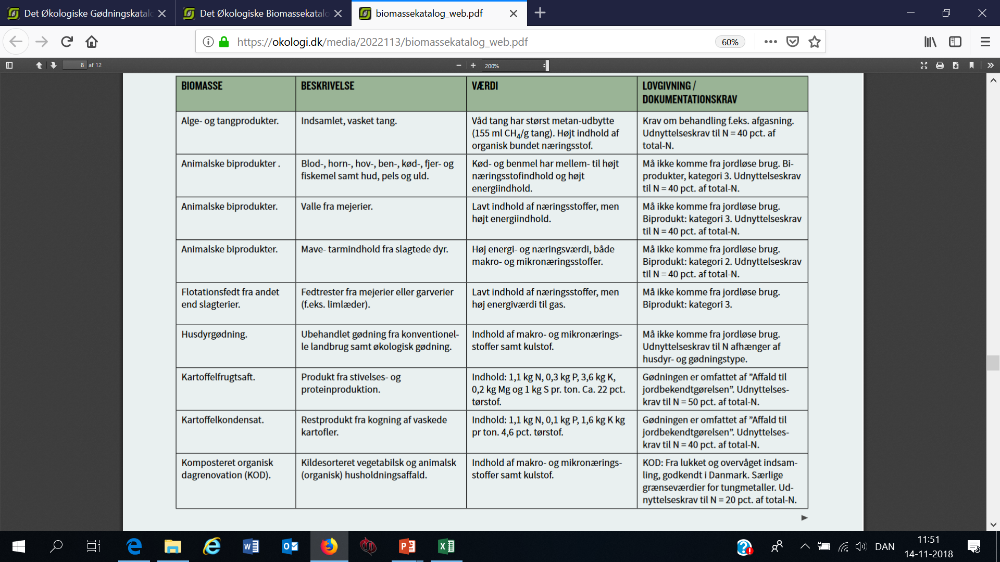 Det Økologiske Gødningskatalo
Det Økologiske Biomassekatalo
biomassekatalog_web.pdf
https://okologi.dk/media/2022113/biomassekatalog_web.pdf
60%
8 af 12
200%
BIOMASSE
BESKRIVELSE
VÆRDI
LOVGIVNING /
DOKUMENTATIONSKRAV
Alge- og tangprodukter.
Indsamlet, vasket tang.
Våd tang har størst metan-udbytte
(155 ml CH₄/g tang). Højt indhold af
organisk bundet næringsstof.
Krav om behandling f.eks. afgasning.
Udnyttelseskrav til N = 40 pct. af
total-N.
Animalske biprodukter .
Blod-, horn-, hov-, ben-, kød-, fjer- og
fiskemel samt hud, pels og uld.
Kød- og benmel har mellem- til højt
næringsstofindhold og højt
energiindhold.
Må ikke komme fra jordløse brug. Bi-
produkter, kategori 3. Udnyttelseskrav
til N = 40 pct. af total-N.
Animalske biprodukter.
Valle fra mejerier.
Lavt indhold af næringsstoffer, men
højt energiindhold.
Må ikke komme fra jordløse brug.
Biprodukt: kategori 3. Udnyttelseskrav
til N = 40 pct. af total-N.
Animalske biprodukter.
Mave- tarmindhold fra slagtede dyr.
Høj energi- og næringsværdi, både
makro- og mikronæringsstoffer.
Må ikke komme fra jordløse brug.
Biprodukt: kategori 2. Udnyttelseskrav
til N = 40 pct. af total-N.
Flotationsfedt fra andet
end slagterier.
Fedtrester fra mejerier eller garverier
(f.eks. limlæder).
Lavt indhold af næringsstoffer, men
høj energiværdi til gas.
Må ikke komme fra jordløse brug.
Biprodukt: kategori 3.
Husdyrgødning.
Ubehandlet gødning fra konventionel-
le landbrug samt økologisk gødning.
Indhold af makro- og mikronærings-
stoffer samt kulstof.
Må ikke komme fra jordløse brug.
Udnyttelseskrav til N afhænger af
husdyr- og gødningstype.
Kartoffelfrugtsaft.
Produkt fra stivelses- og
proteinproduktion.
Indhold: 1,1 kg N, 0,3 kg P, 3,6 kg K,
0,2 kg Mg og 1 kg S pr. ton. Ca. 22 pct.
tørstof.
Gødningen er omfattet af ”Affald til
jordbekendtgørelsen”. Udnyttelses-
krav til N = 50 pct. af total-N.
Kartoffelkondensat.
Restprodukt fra kogning af vaskede
kartofler.
Indhold: 1,1 kg N, 0,1 kg P, 1,6 kg K kg
pr ton. 4,6 pct. tørstof.
Gødningen er omfattet af ”Affald til
jordbekendtgørelsen”. Udnyttelses-
krav til N = 40 pct. af total-N.
Komposteret organisk
dagrenovation (KOD).
Kildesorteret vegetabilsk og animalsk
(organisk) husholdningsaffald.
Indhold af makro- og mikronærings-
stoffer samt kulstof.
KOD: Fra lukket og overvåget indsam-
ling, godkendt i Danmark. Særlige
grænseværdier for tungmetaller. Ud-
nyttelseskrav til N = 20 pct. af total-N.
DAN
11:51
14-11-2018